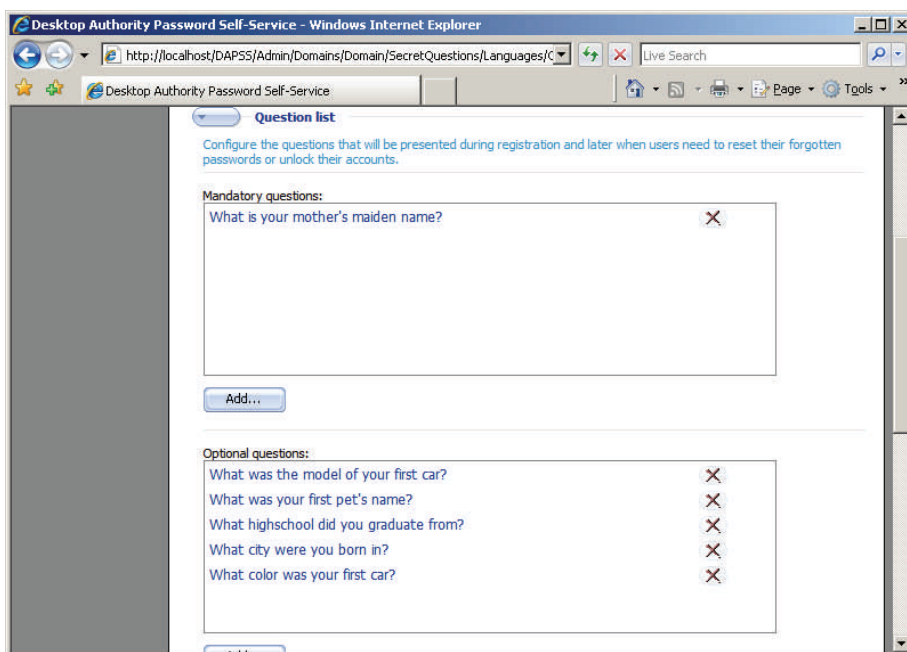 Desktop Authority Password Self-Service - Windows Internet Explorer
http://localhost/DAPSS/Admin/Domains/Domain/SecretQuestions/Languages/
Live Search
Desktop Authority Password Self-Service
Page
Tools
Question list
Configure the questions that will be presented during registration and later when users need to reset their forgotten
passwords or unlock their accounts.
Mandatory questions:
What is your mother's maiden name?
Add...
Optional questions:
What was the model of your first car?
What was your first pet's name?
What highschool did you graduate from?
What city were you born in?
What color was your first car?